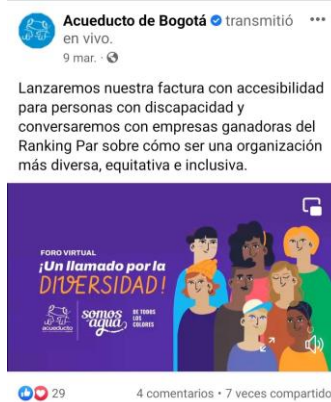 Acueducto de Bogotá transmitió
en vivo.
9 mar. ·
Lanzaremos nuestra factura con accesibilidad
para personas con discapacidad y
conversaremos con empresas ganadoras del
Ranking Par sobre cómo ser una organización
más diversa, equitativa e inclusiva.
FORO VIRTUAL
¡Un llamado por la
DIVERSIDAD!
acueducto
somos
agua
DE TODOS
LOS
COLORES
29
4 comentarios • 7 veces compartido